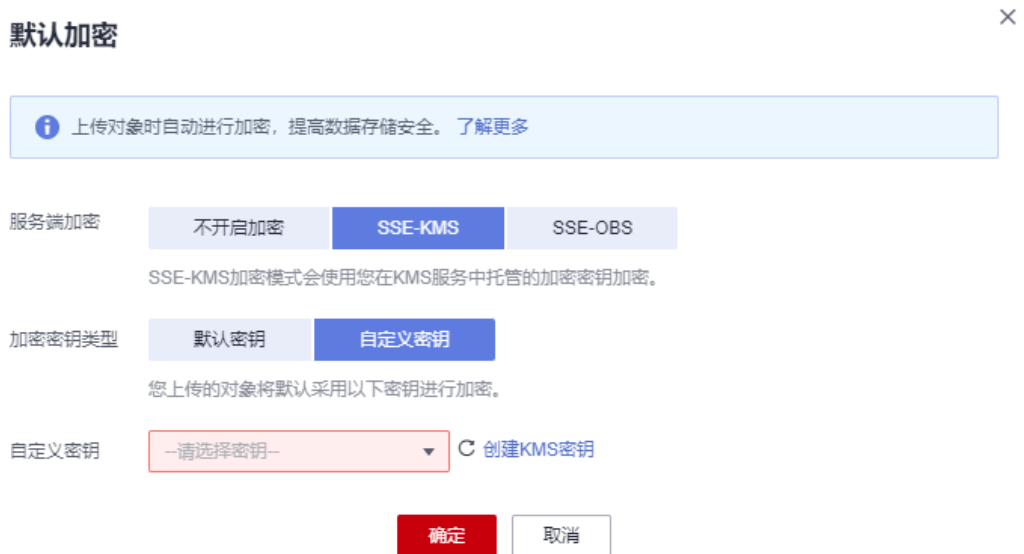 默认加密
上传对象时自动进行加密，提高数据存储安全。 了解更多
服务端加密 不开启加密 SSE-KMS SSE-OBS
SSE-KMS加密模式会使用您在KMS服务中托管的加密密钥加密。
加密密钥类型 默认密钥 自定义密钥
您上传的对象将默认采用以下密钥进行加密。
自定义密钥 --请选择密钥-- 创建KMS密钥
确定 取消